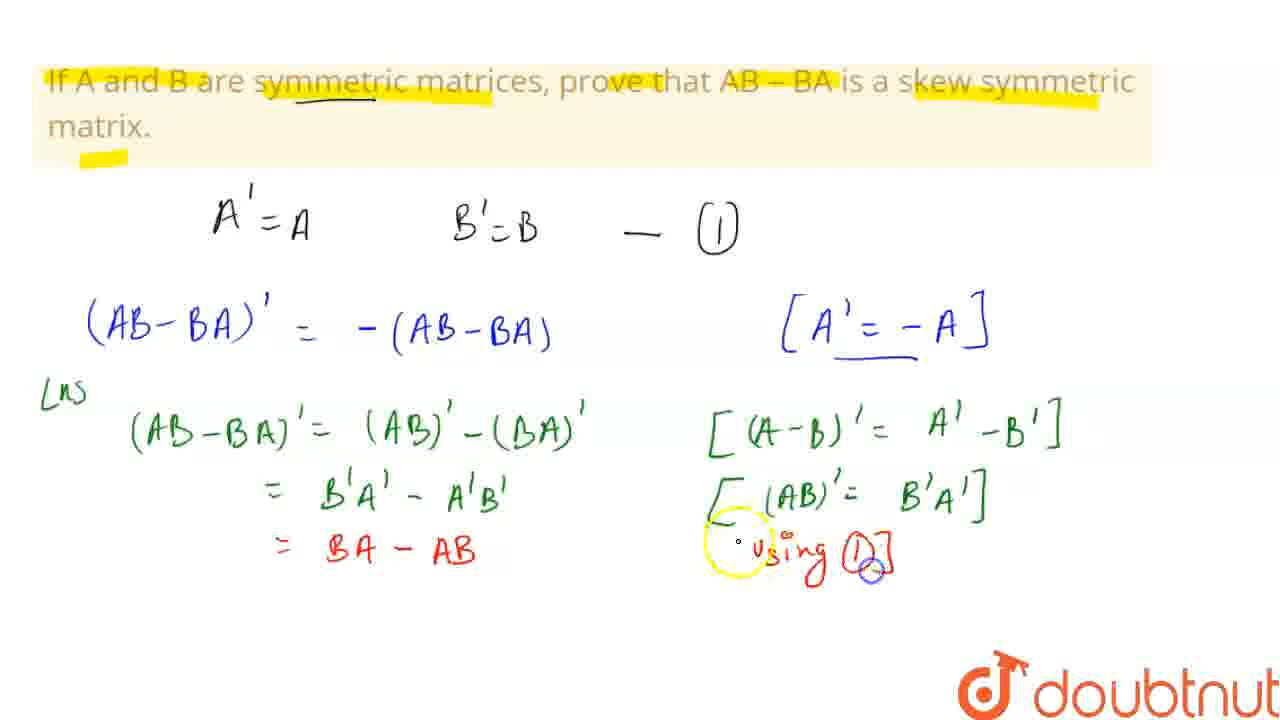 If A and B are symmetric matrices, prove that AB – BA is a skew symmetric
matrix.
A' = A B' = B — ①
(AB – BA)' = – (AB – BA) [A' = – A]
LHS
(AB – BA)' = (AB)' – (BA)' [(A – B)' = A' – B']
= B'A' – A'B' [(AB)' = B'A']
= BA – AB using ①]
doubtnut